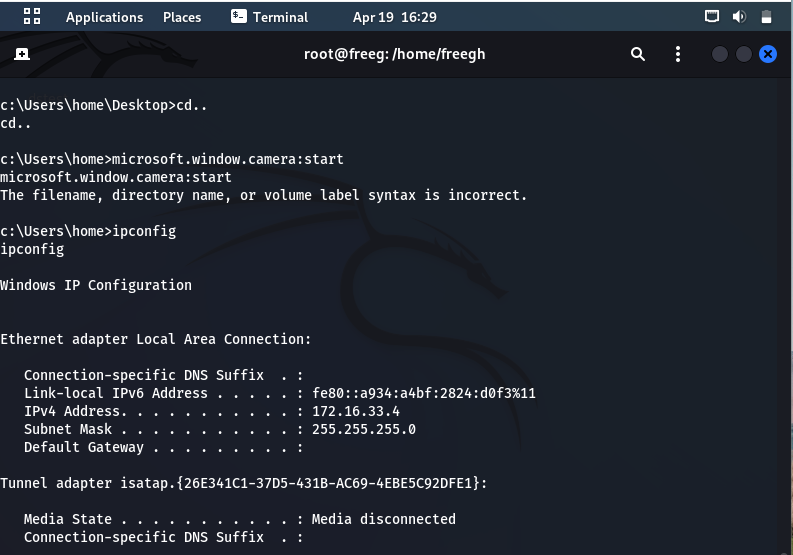 Applications Places Terminal Apr 19 16:29
root@freeg: /home/freegh
c:\Users\home\Desktop>cd..
cd..
c:\Users\home>microsoft.window.camera:start
microsoft.window.camera:start
The filename, directory name, or volume label syntax is incorrect.
c:\Users\home>ipconfig
ipconfig
Windows IP Configuration
Ethernet adapter Local Area Connection:
Connection-specific DNS Suffix . :
Link-local IPv6 Address . . . . . : fe80::a934:a4bf:2824:d0f3%11
IPv4 Address. . . . . . . . . . . : 172.16.33.4
Subnet Mask . . . . . . . . . . . : 255.255.255.0
Default Gateway . . . . . . . . . :
Tunnel adapter isatap.{26E341C1-37D5-431B-AC69-4EBE5C92DFE1}:
Media State . . . . . . . . . . . : Media disconnected
Connection-specific DNS Suffix . :